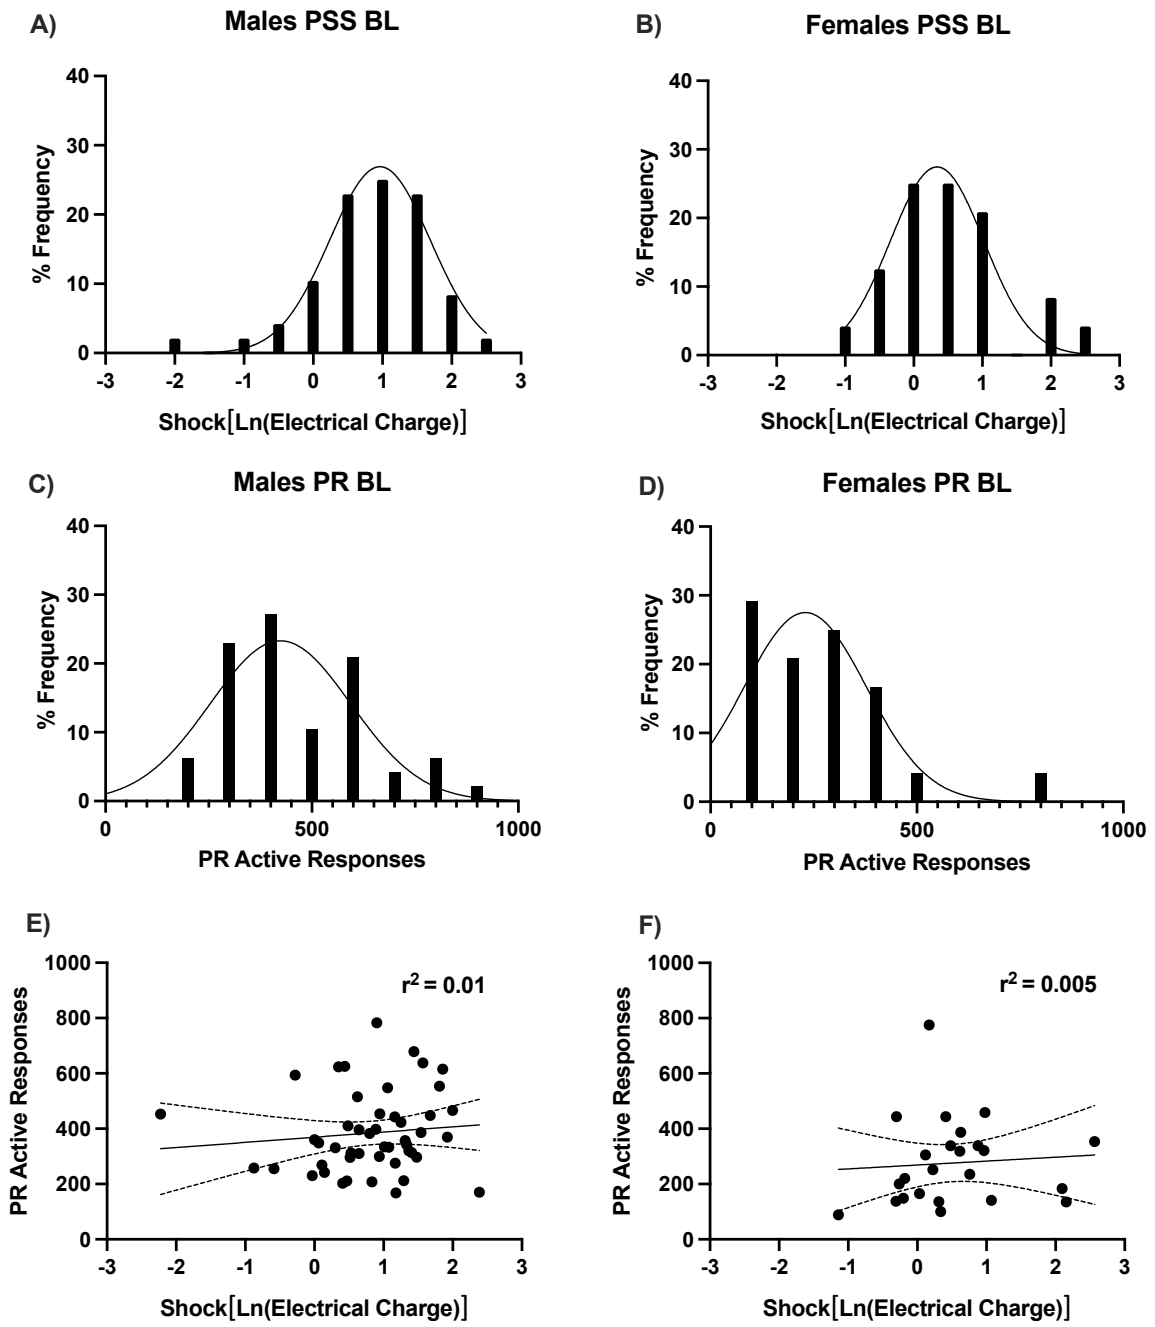 A) Males PSS BL
% Frequency
40
30
20
10
0
-3 -2 -1 0 1 2 3
Shock[Ln(Electrical Charge)]
B) Females PSS BL
% Frequency
40
30
20
10
0
-3 -2 -1 0 1 2 3
Shock[Ln(Electrical Charge)]
C) Males PR BL
% Frequency
40
30
20
10
0
0 500 1000
PR Active Responses
D) Females PR BL
% Frequency
40
30
20
10
0
0 500 1000
PR Active Responses
E)
PR Active Responses
1000
800
600
400
200
0
r² = 0.01
-3 -2 -1 0 1 2 3
Shock[Ln(Electrical Charge)]
F)
PR Active Responses
1000
800
600
400
200
0
r² = 0.005
-3 -2 -1 0 1 2 3
Shock[Ln(Electrical Charge)]